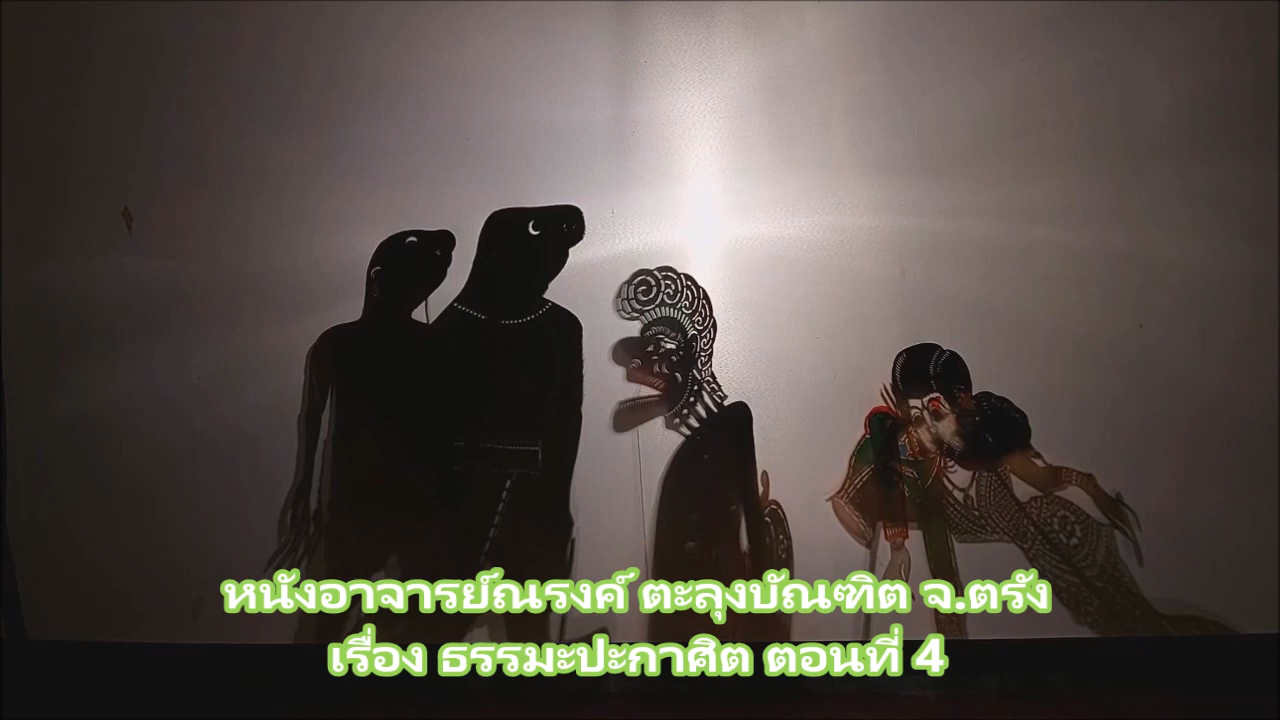 หนังอาจารย์ณรงค์ ตะลุงบัณฑิต จ.ตรัง
เรื่อง ธรรมะปะกาศิต ตอนที่ 4